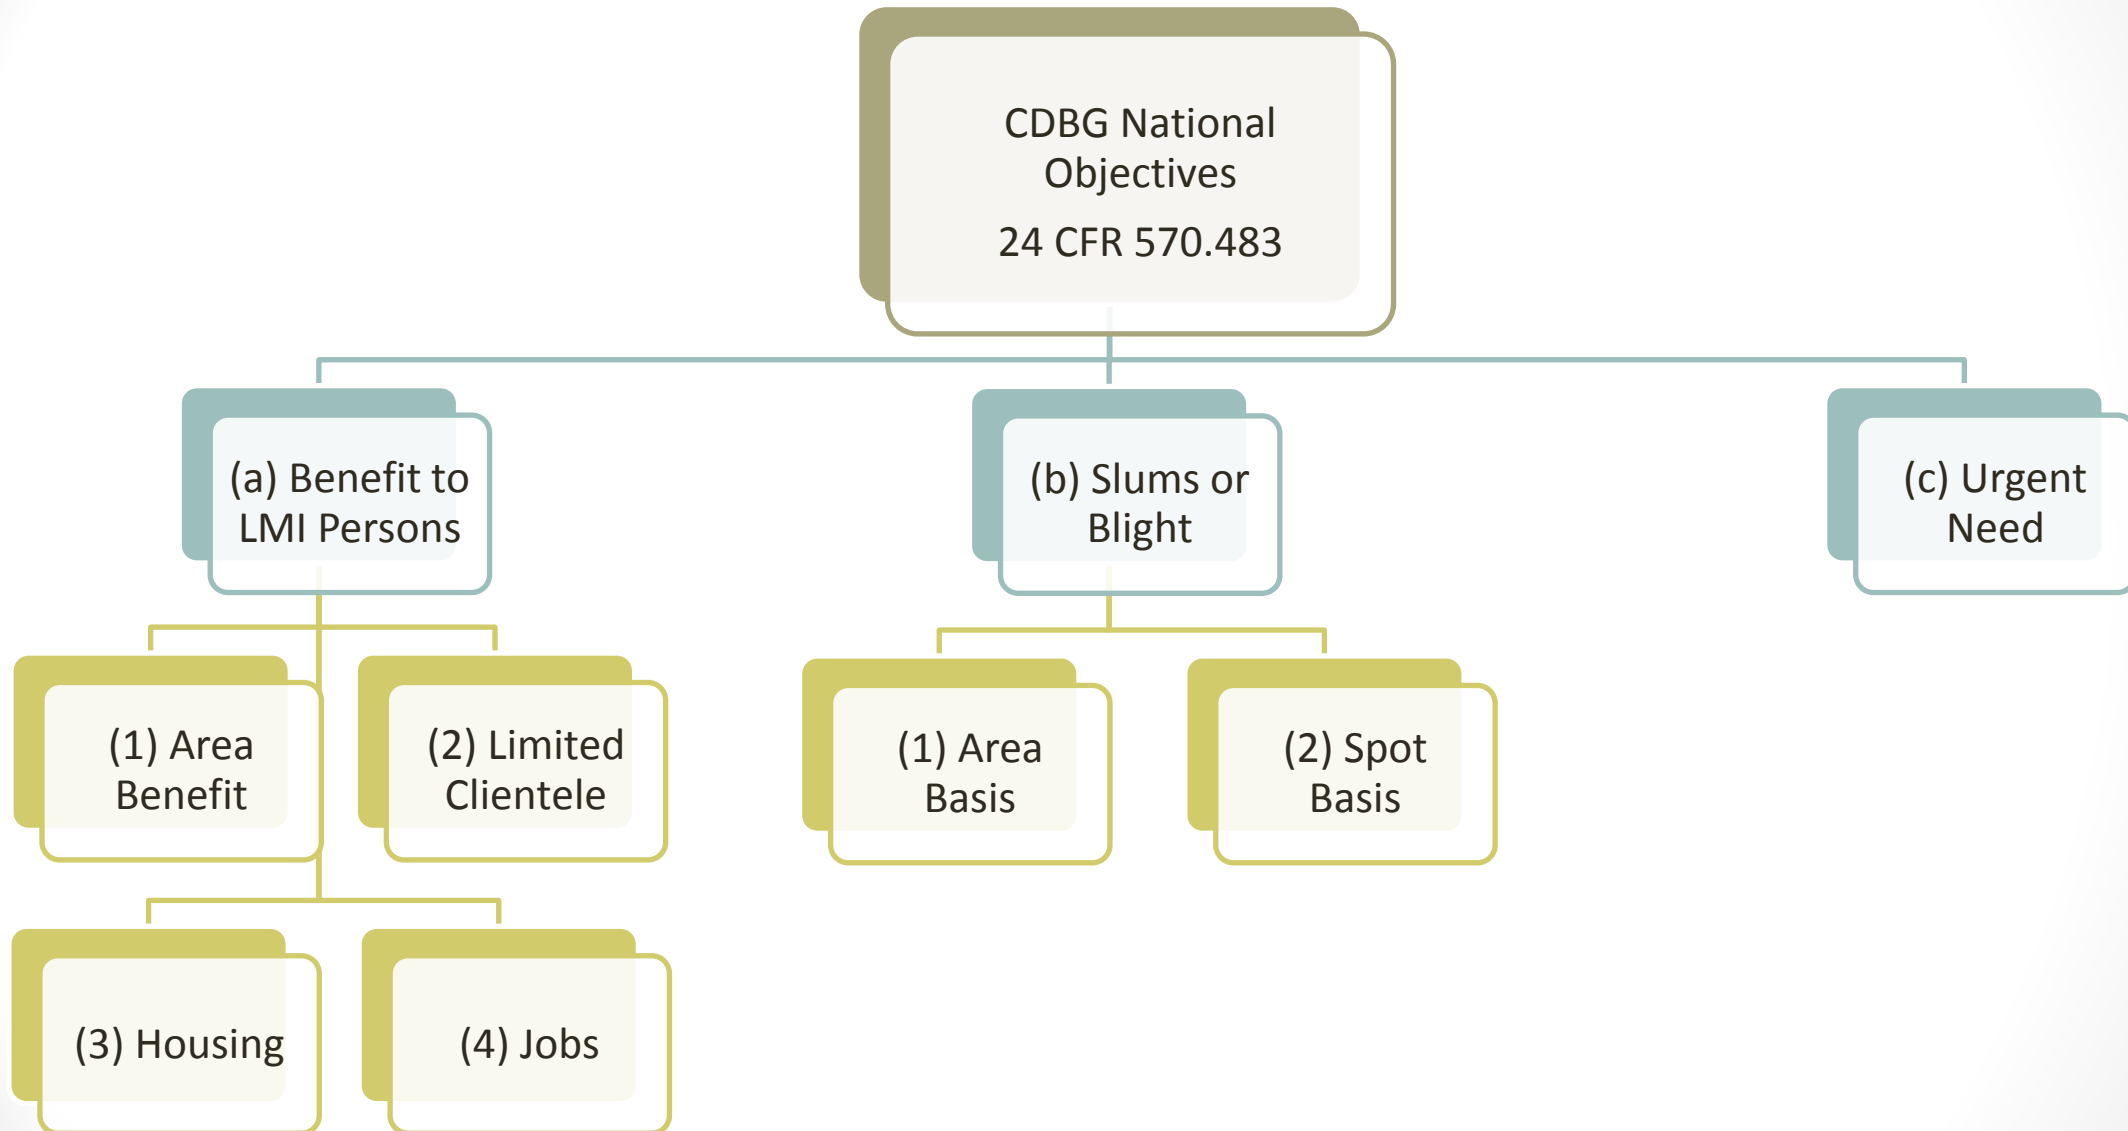 CDBG National
Objectives
24 CFR 570.483
(a) Benefit to
LMI Persons
(b) Slums or
Blight
(c) Urgent
Need
(1) Area
Benefit
(2) Limited
Clientele
(1) Area
Basis
(2) Spot
Basis
(3) Housing
(4) Jobs